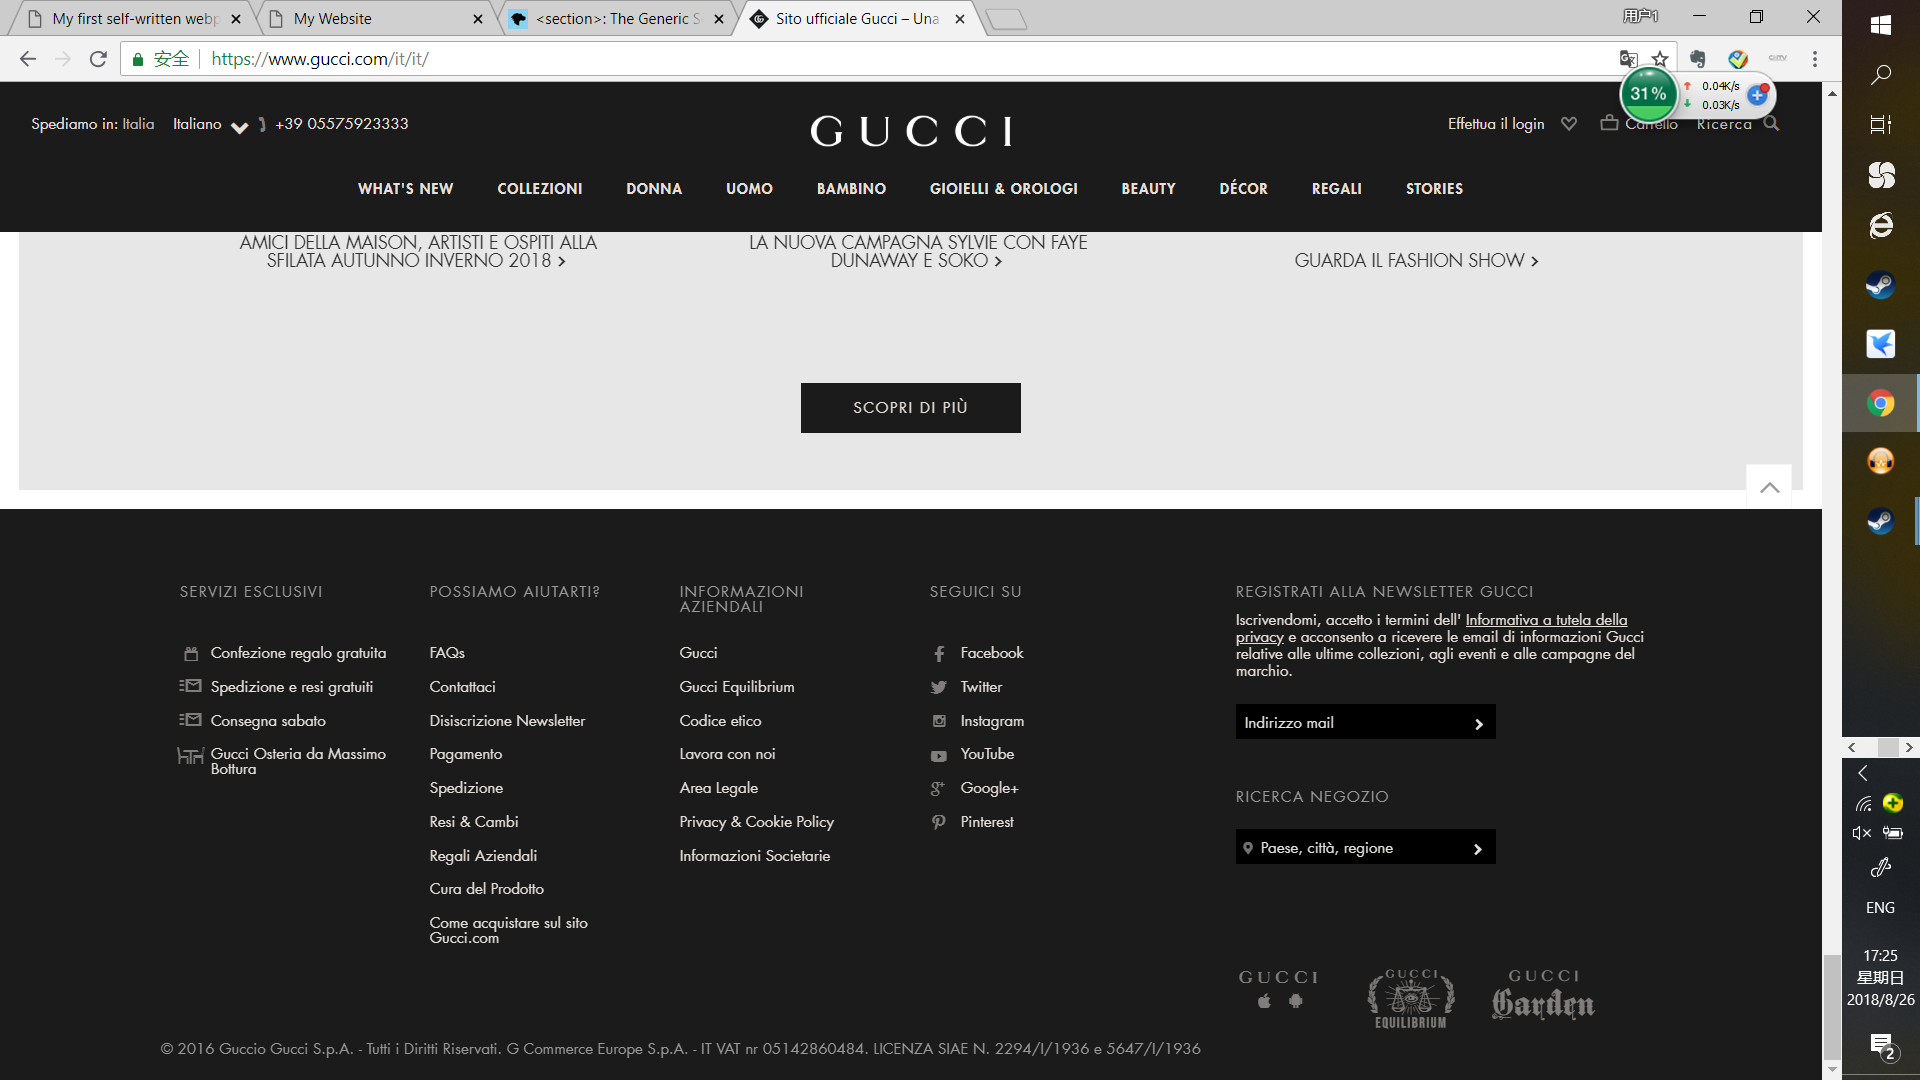 My first self-written webp
My Website
<section>: The Generic S
Sito ufficiale Gucci – Una
用户1
安全
https://www.gucci.com/it/it/
31%
0.04K/s
0.03K/s
Spediamo in: Italia
Italiano
+39 05575923333
GUCCI
Effettua il login
Carrello
Ricerca
WHAT'S NEW
COLLEZIONI
DONNA
UOMO
BAMBINO
GIOIELLI & OROLOGI
BEAUTY
DÉCOR
REGALI
STORIES
AMICI DELLA MAISON, ARTISTI E OSPITI ALLA
SFILATA AUTUNNO INVERNO 2018 >
LA NUOVA CAMPAGNA SYLVIE CON FAYE
DUNAWAY E SOKO >
GUARDA IL FASHION SHOW >
SCOPRI DI PIÙ
SERVIZI ESCLUSIVI
Confezione regalo gratuita
Spedizione e resi gratuiti
Consegna sabato
Gucci Osteria da Massimo
Bottura
POSSIAMO AIUTARTI?
FAQs
Contattaci
Disiscrizione Newsletter
Pagamento
Spedizione
Resi & Cambi
Regali Aziendali
Cura del Prodotto
Come acquistare sul sito
Gucci.com
INFORMAZIONI
AZIENDALI
Gucci
Gucci Equilibrium
Codice etico
Lavora con noi
Area Legale
Privacy & Cookie Policy
Informazioni Societarie
SEGUICI SU
Facebook
Twitter
Instagram
YouTube
Google+
Pinterest
REGISTRATI ALLA NEWSLETTER GUCCI
Iscrivendomi, accetto i termini dell' Informativa a tutela della
privacy e acconsento a ricevere le email di informazioni Gucci
relative alle ultime collezioni, agli eventi e alle campagne del
marchio.
Indirizzo mail
RICERCA NEGOZIO
Paese, città, regione
GUCCI
GUCCI
EQUILIBRIUM
GUCCI
Garden
© 2016 Guccio Gucci S.p.A. - Tutti i Diritti Riservati. G Commerce Europe S.p.A. - IT VAT nr 05142860484. LICENZA SIAE N. 2294/I/1936 e 5647/I/1936
ENG
17:25
星期日
2018/8/26
2